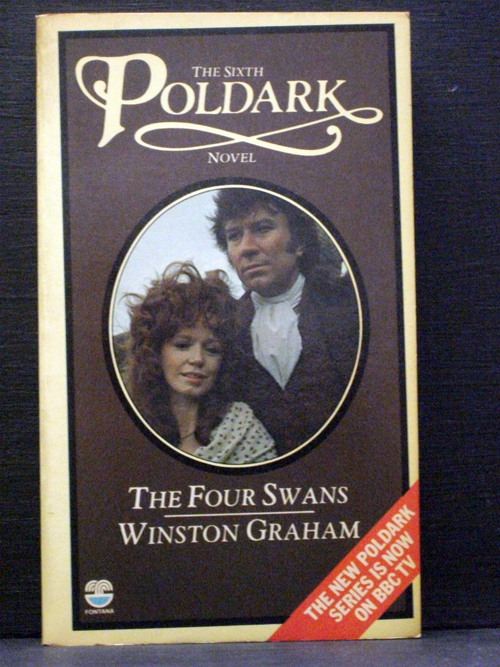 THE SIXTH
POLDARK
NOVEL
THE FOUR SWANS
WINSTON GRAHAM
THE NEW POLDARK
SERIES IS NOW
ON BBC TV
FONTANA